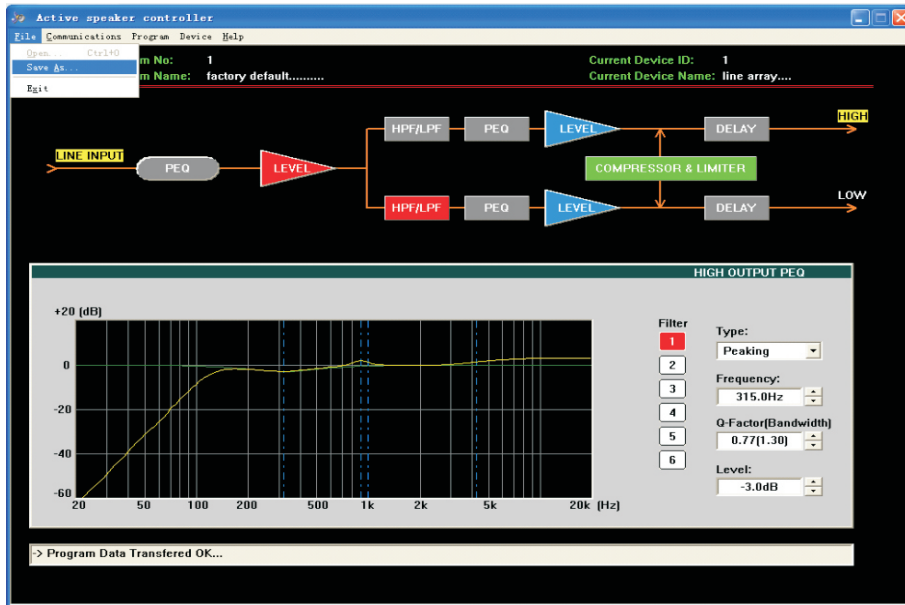 Active speaker controller
File Communications Program Device Help
Open... Ctrl+O
Save As...
Exit
m No: 1
m Name: factory default..........
Current Device ID: 1
Current Device Name: line array....
LINE INPUT
PEQ
LEVEL
HPF/LPF
PEQ
LEVEL
DELAY
HIGH
COMPRESSOR & LIMITER
HPF/LPF
PEQ
LEVEL
DELAY
LOW
HIGH OUTPUT PEQ
+20 (dB)
0
-20
-40
-60
20 50 100 200 500 1k 2k 5k 20k (Hz)
Filter
1
2
3
4
5
6
Type:
Peaking
Frequency:
315.0Hz
Q-Factor(Bandwidth)
0.77(1.30)
Level:
-3.0dB
-> Program Data Transfered OK...